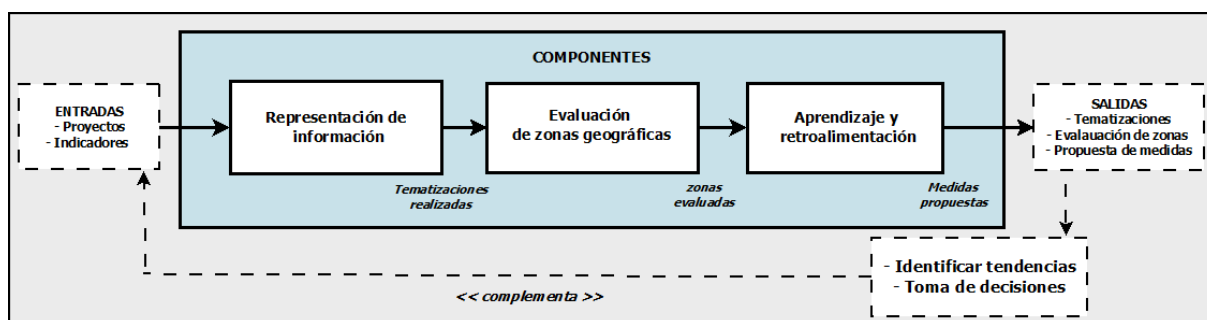 COMPONENTES
ENTRADAS
- Proyectos
- Indicadores
Representación de
información
Tematizaciones
realizadas
Evaluación
de zonas geográficas
zonas
evaluadas
Aprendizaje y
retroalimentación
Medidas
propuestas
SALIDAS
- Tematizaciones
- Evalauación de zonas
- Propuesta de medidas
- Identificar tendencias
- Toma de decisiones
<< complementa >>